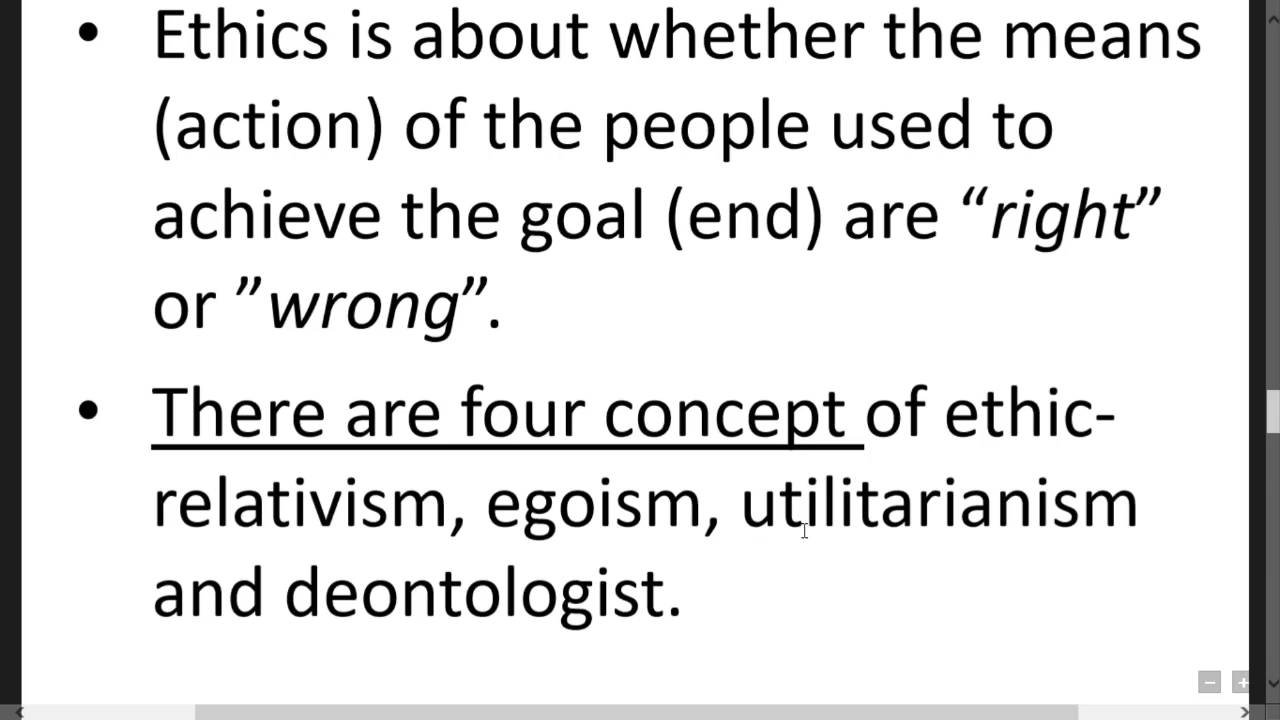 • Ethics is about whether the means
(action) of the people used to
achieve the goal (end) are “right”
or ”wrong”.
• There are four concept of ethic-
relativism, egoism, utilitarianism
and deontologist.